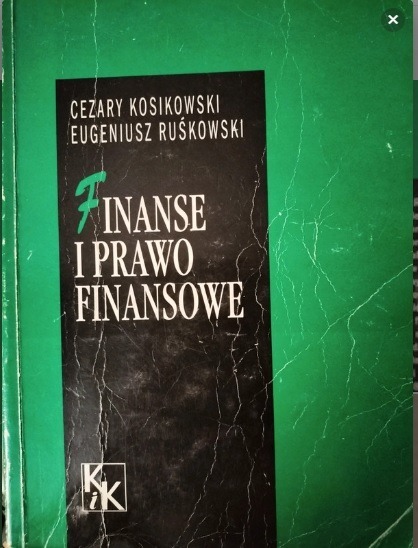 CEZARY KOSIKOWSKI
EUGENIUSZ RUŚKOWSKI
FINANSE
I PRAWO
FINANSOWE
KiK